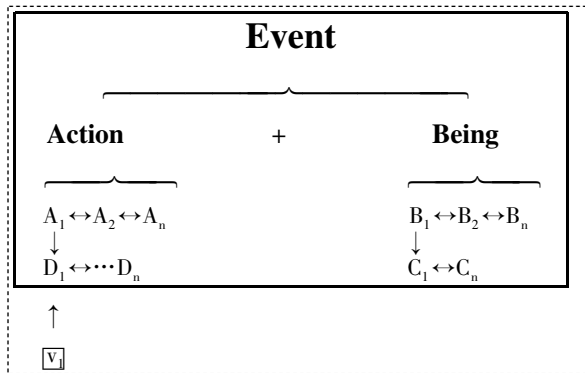 Event
Action + Being
A₁ ↔ A₂ ↔ Aₙ B₁ ↔ B₂ ↔ Bₙ
↓ ↓
D₁ ↔ ⋯ Dₙ C₁ ↔ Cₙ
↑
v₁